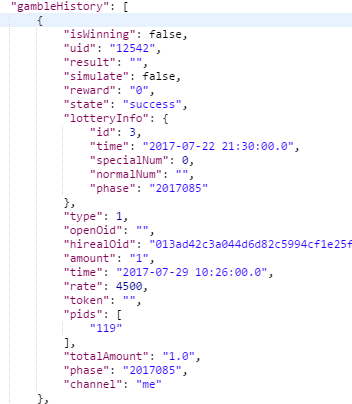 "gambleHistory": [
{
"isWinning": false,
"uid": "12542",
"result": "",
"simulate": false,
"reward": "0",
"state": "success",
"lotteryInfo": {
"id": 3,
"time": "2017-07-22 21:30:00.0",
"specialNum": 0,
"normalNum": "",
"phase": "2017085"
},
"type": 1,
"openOid": "",
"hirealOid": "013ad42c3a044d6d82c5994cf1e25f
"amount": "1",
"time": "2017-07-29 10:26:00.0",
"rate": 4500,
"token": "",
"pids": [
"119"
],
"totalAmount": "1.0",
"phase": "2017085",
"channel": "me"
},